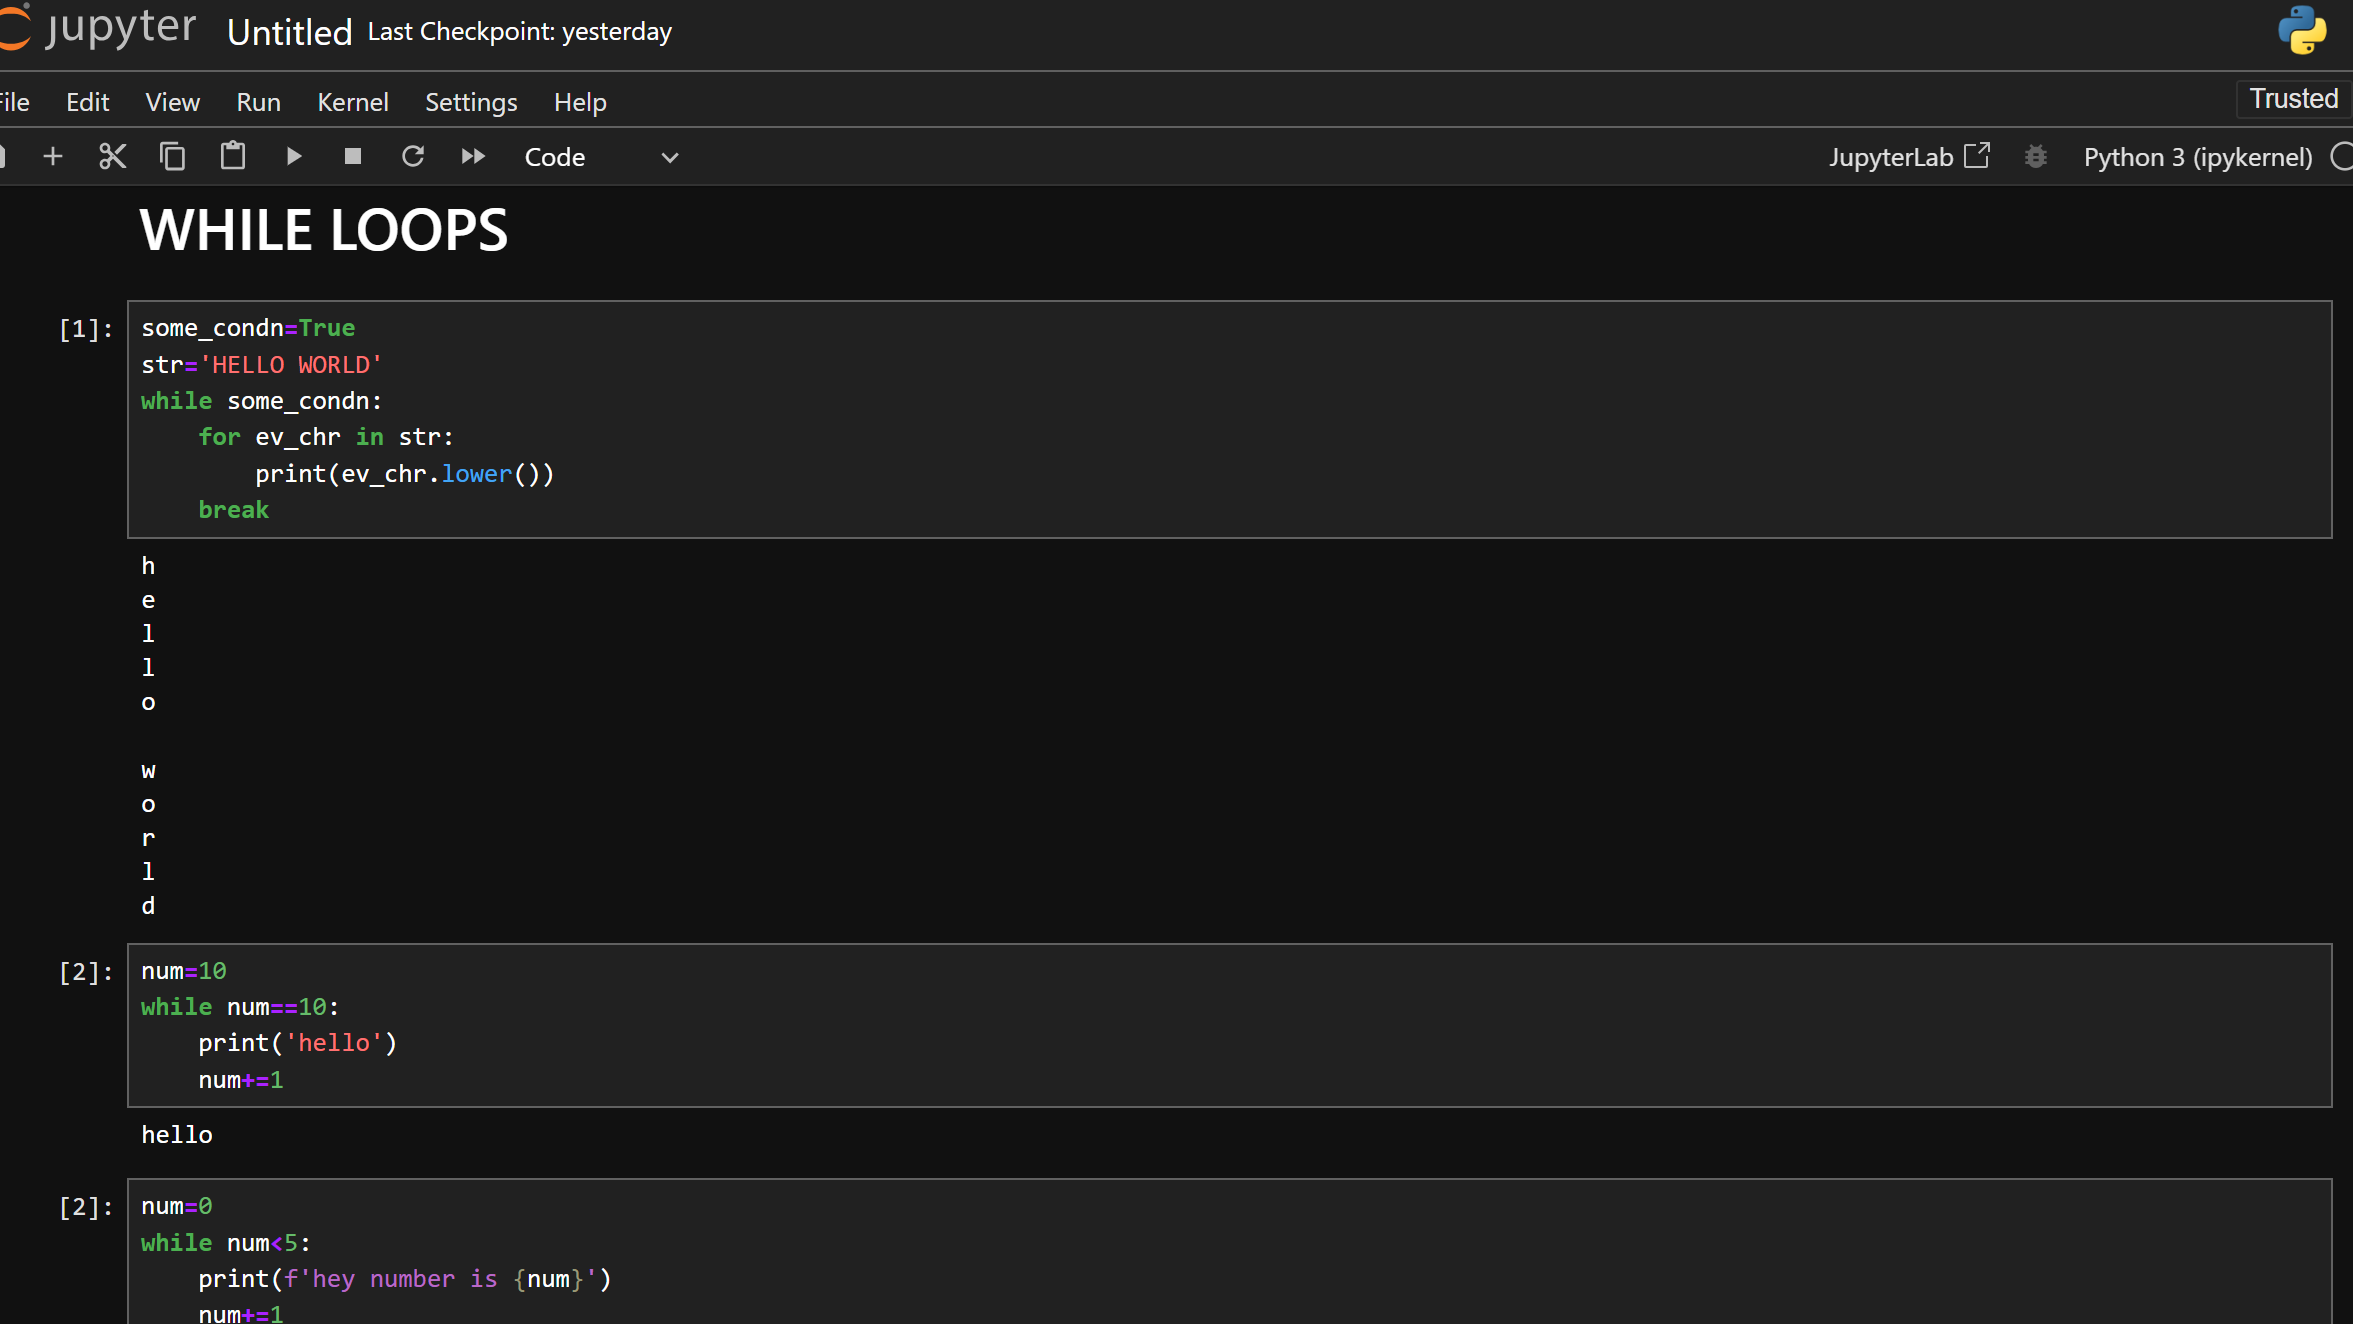 jupyter Untitled Last Checkpoint: yesterday
File Edit View Run Kernel Settings Help Trusted
Code JupyterLab Python 3 (ipykernel)
WHILE LOOPS
[1]: some_condn=True
str='HELLO WORLD'
while some_condn:
    for ev_chr in str:
        print(ev_chr.lower())
    break
h
e
l
l
o
w
o
r
l
d
[2]: num=10
while num==10:
    print('hello')
    num+=1
hello
[2]: num=0
while num<5:
    print(f'hey number is {num}')
    num+=1